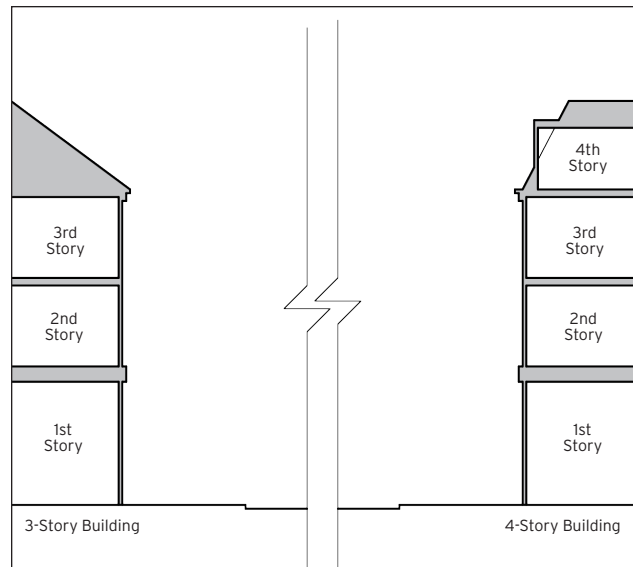 4th
Story
3rd
Story
3rd
Story
2nd
Story
2nd
Story
1st
Story
1st
Story
3-Story Building
4-Story Building